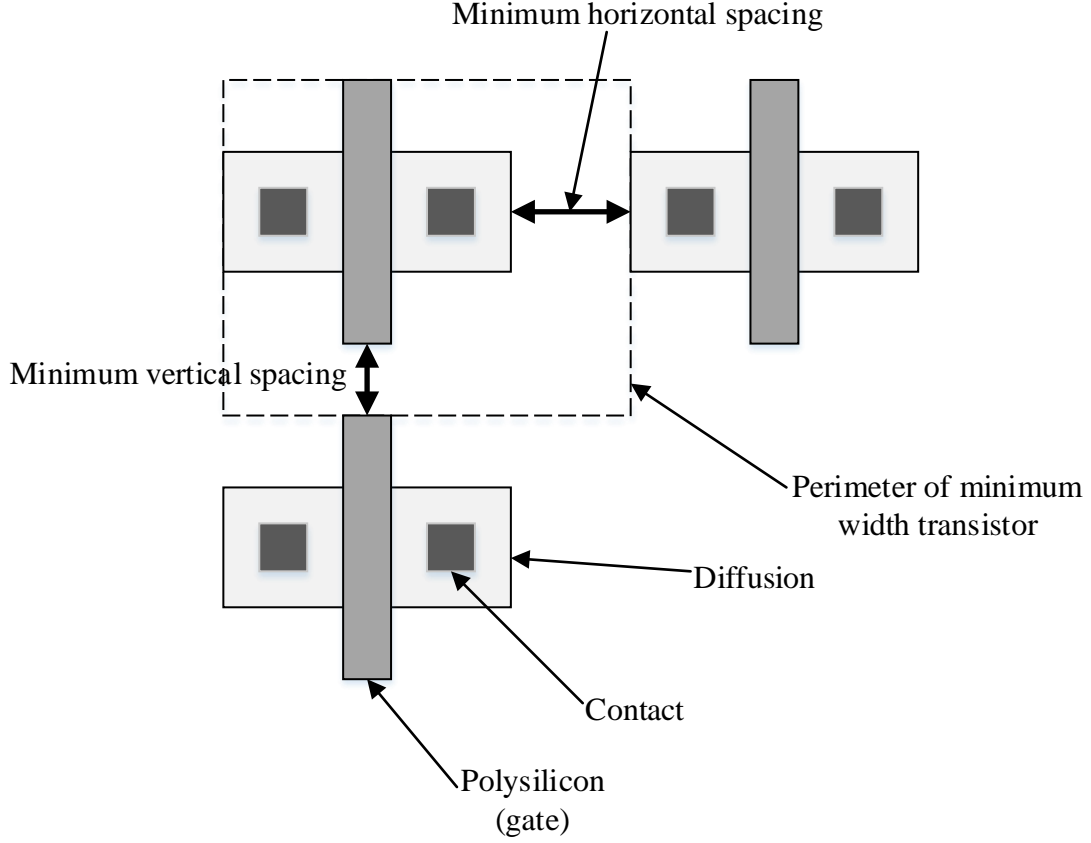 Minimum horizontal spacing
Minimum vertical spacing
Perimeter of minimum
width transistor
Diffusion
Contact
Polysilicon
(gate)